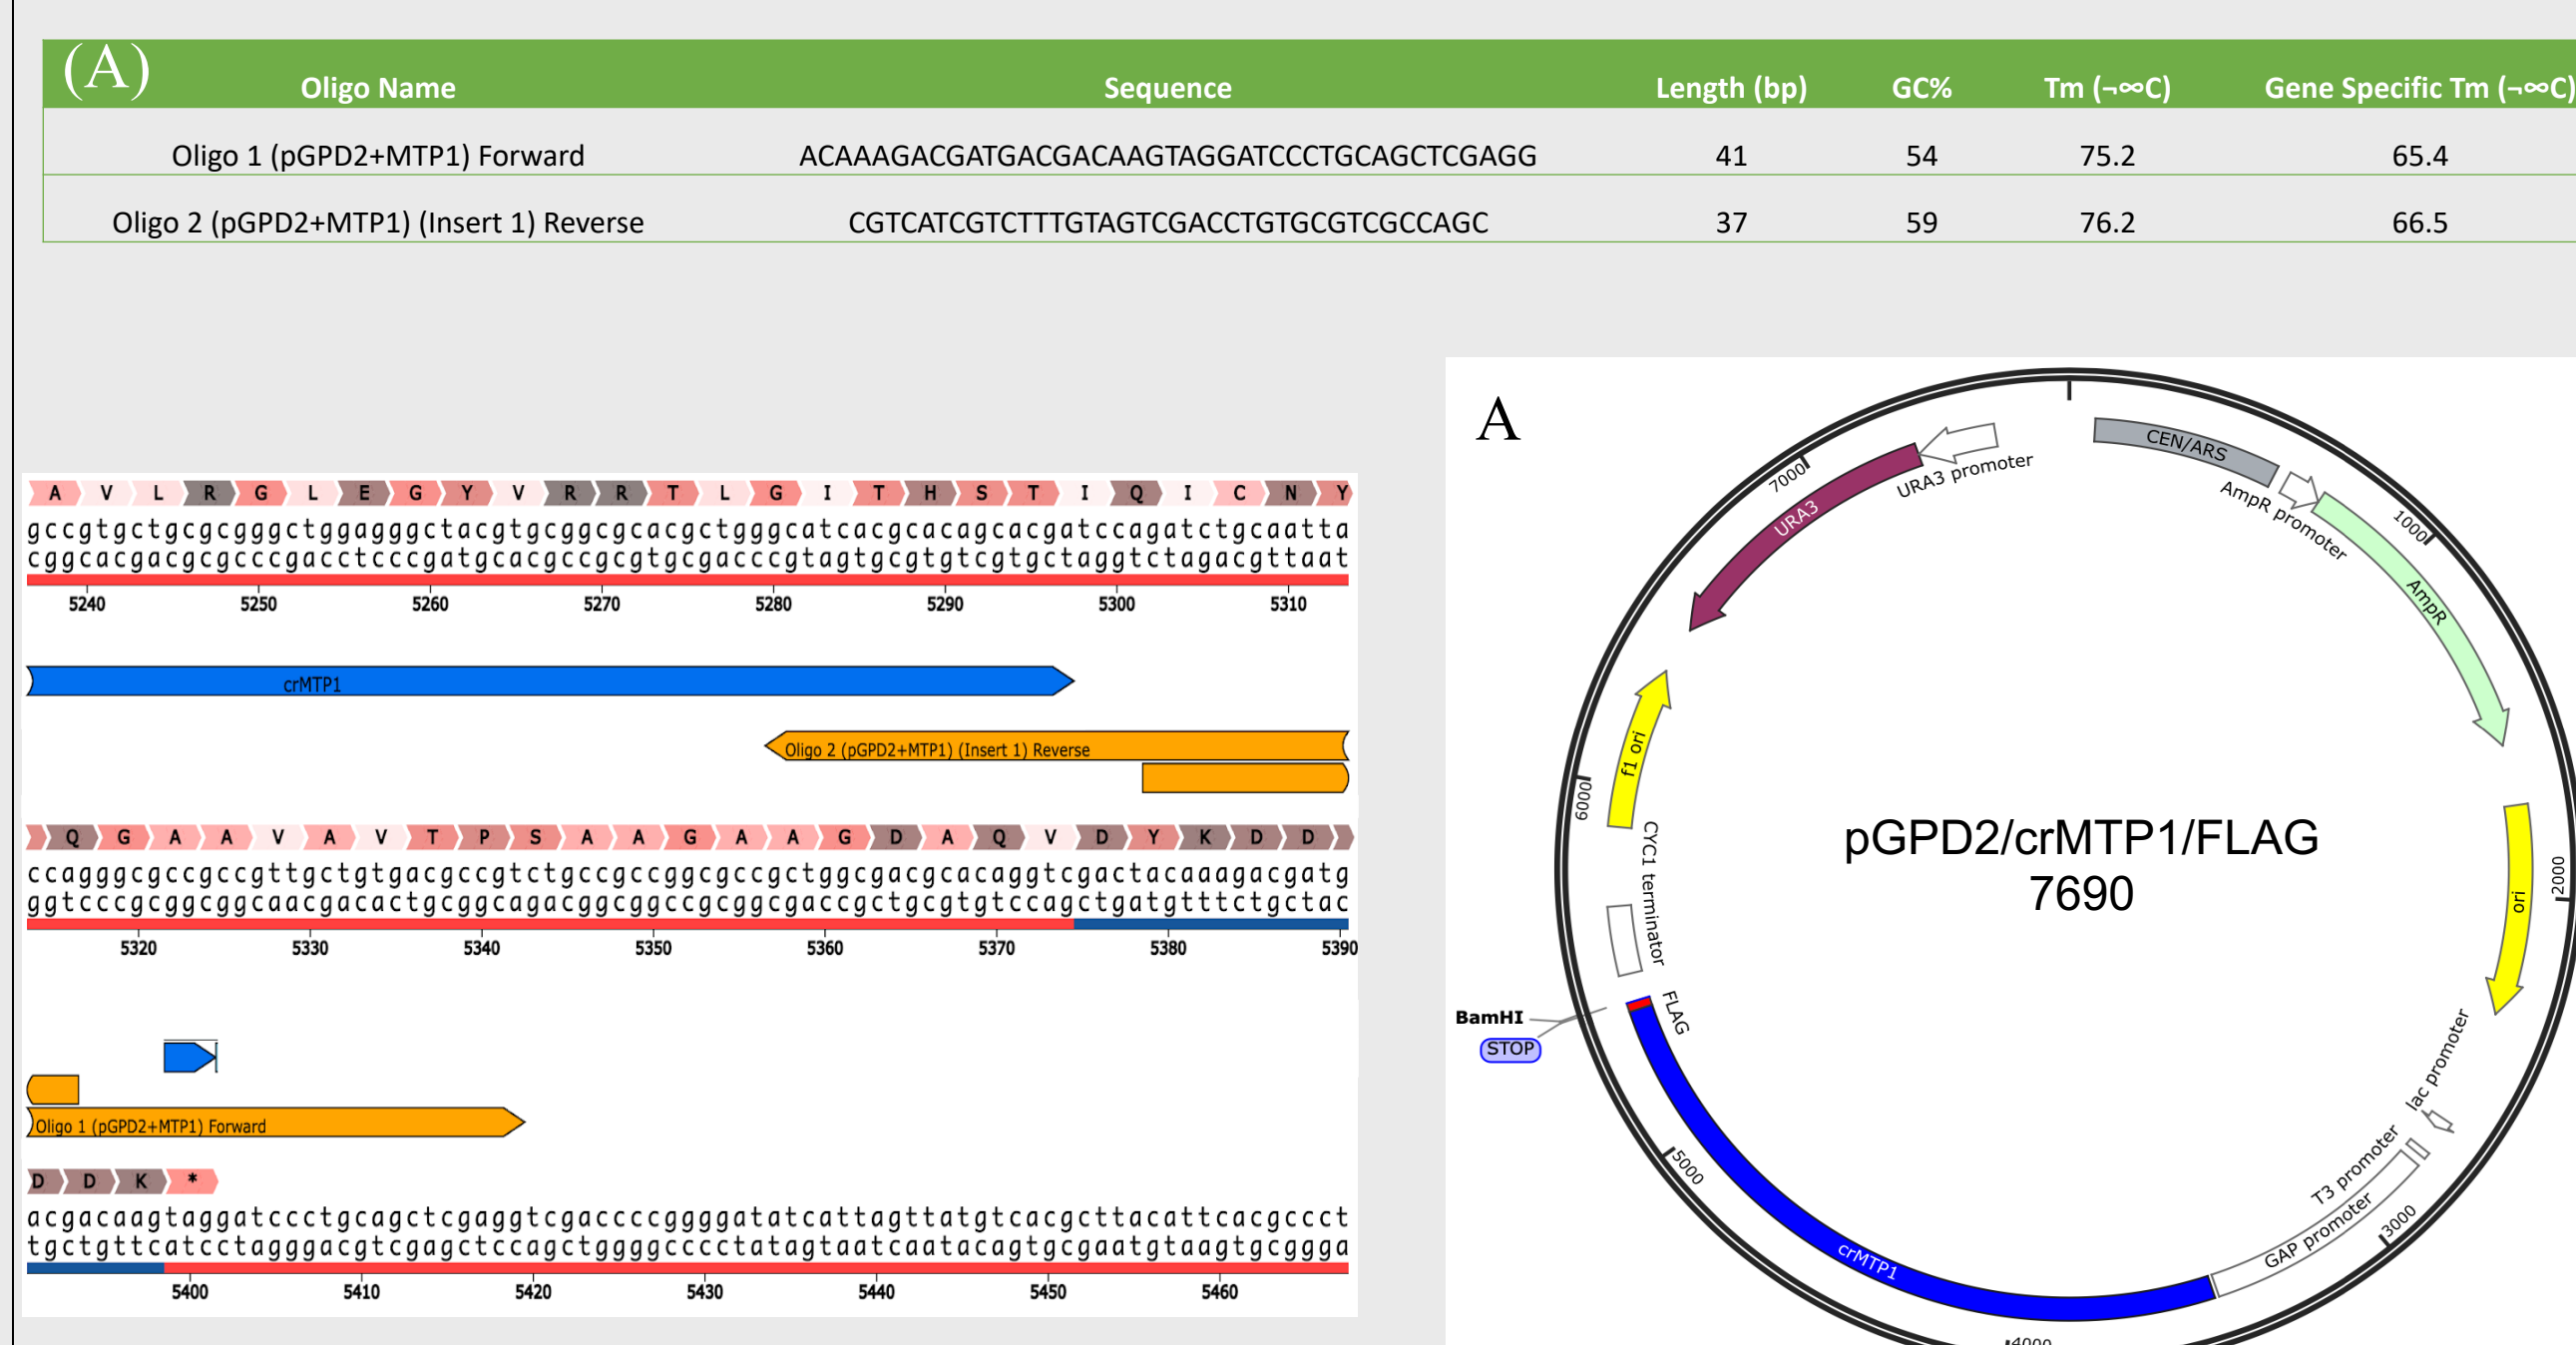 (A)
Oligo Name Sequence Length (bp) GC% Tm (¬∞C) Gene Specific Tm (¬∞C)
Oligo 1 (pGPD2+MTP1) Forward ACAAAGACGATGACGACAAGTAGGATCCCTGCAGCTCGAGG 41 54 75.2 65.4
Oligo 2 (pGPD2+MTP1) (Insert 1) Reverse CGTCATCGTCTTTGTAGTCGACCTGTGCGTCGCCAGC 37 59 76.2 66.5
A V L R G L E G Y V R R T L G I T H S T I Q I C N Y
gccgtgctgcgcgggctggagggctacgtgcggcgcacgctgggcatcacgcacagcacgatccagatctgcaatta
cggcacgacgcgcccgacctcccgatgcacgccgcgtgcgacccgtagtgcgtgtcgtgctaggtctagacgttaat
5240 5250 5260 5270 5280 5290 5300 5310
crMTP1
Oligo 2 (pGPD2+MTP1) (Insert 1) Reverse
Q G A A V A V T P S A A G A A G D A Q V D Y K D D
ccagggcgccgccgttgctgtgacgccgtctgccgccggcgccgctggcgacgcacaggtcgactacaaagacgatg
ggtcccgcggcggcaacgacactgcggcagacggcggccgcggcgaccgctgcgtgtccagctgatgtttctgctac
5320 5330 5340 5350 5360 5370 5380 5390
Oligo 1 (pGPD2+MTP1) Forward
D D K *
acgacaagtaggatccctgcagctcgaggtcgaccccggggatatcattagttatgtcacgcttacattcacgccct
tgctgttcatcctagggacgtcgagctccagctggggcccctatagtaatcaatacagtgcgaatgtaagtgcggga
5400 5410 5420 5430 5440 5450 5460
A
CEN/ARS
AmpR promoter
1000
AmpR
2000
ori
lac promoter
T3 promoter
GAP promoter
3000
4000
crMTP1
5000
FLAG
BamHI
STOP
CYC1 terminator
6000
f1 ori
URA3
7000
URA3 promoter
pGPD2/crMTP1/FLAG
7690